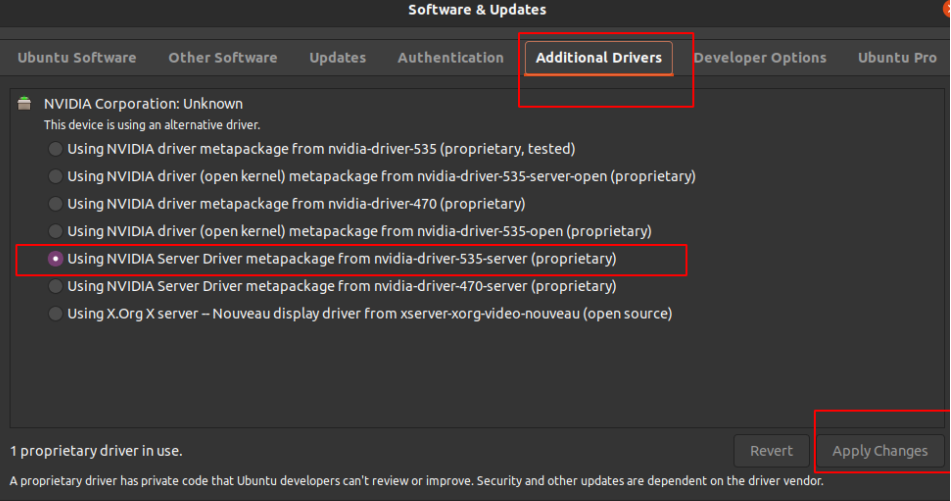 Software & Updates
Ubuntu Software Other Software Updates Authentication Additional Drivers Developer Options Ubuntu Pro
NVIDIA Corporation: Unknown
This device is using an alternative driver.
Using NVIDIA driver metapackage from nvidia-driver-535 (proprietary, tested)
Using NVIDIA driver (open kernel) metapackage from nvidia-driver-535-server-open (proprietary)
Using NVIDIA driver metapackage from nvidia-driver-470 (proprietary)
Using NVIDIA driver (open kernel) metapackage from nvidia-driver-535-open (proprietary)
Using NVIDIA Server Driver metapackage from nvidia-driver-535-server (proprietary)
Using NVIDIA Server Driver metapackage from nvidia-driver-470-server (proprietary)
Using X.Org X server -- Nouveau display driver from xserver-xorg-video-nouveau (open source)
1 proprietary driver in use.
Revert Apply Changes
A proprietary driver has private code that Ubuntu developers can't review or improve. Security and other updates are dependent on the driver vendor.